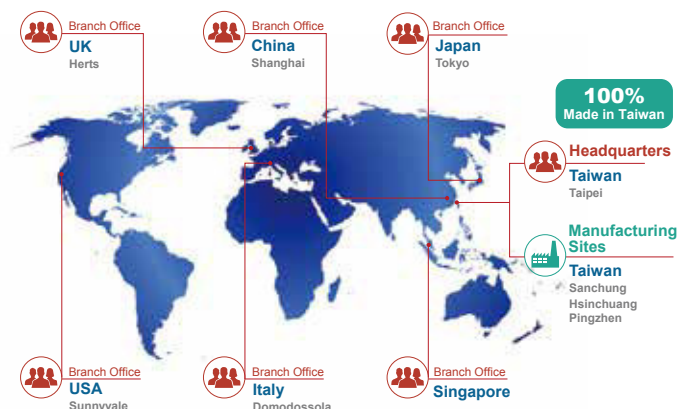 Branch Office
UK
Herts
Branch Office
China
Shanghai
Branch Office
Japan
Tokyo
100%
Made in Taiwan
Headquarters
Taiwan
Taipei
Manufacturing
Sites
Taiwan
Sanchung
Hsinchuang
Pingzhen
Branch Office
USA
Sunnyvale
Branch Office
Italy
Domodossola
Branch Office
Singapore